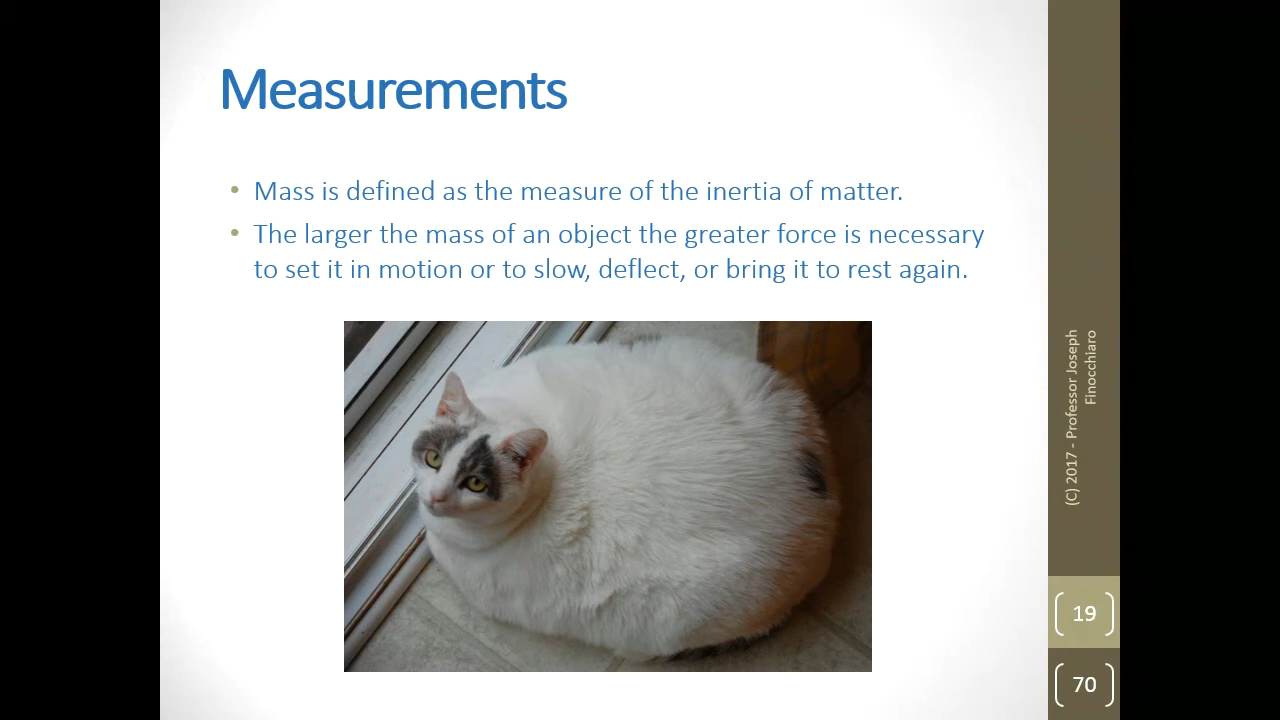 Measurements
• Mass is defined as the measure of the inertia of matter.
• The larger the mass of an object the greater force is necessary
to set it in motion or to slow, deflect, or bring it to rest again.
(C) 2017 - Professor Joseph
Finocchiaro
19
70